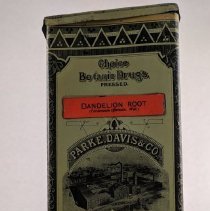 Choice
Botanic Drugs.
PRESSED.
DANDELION ROOT
PARKE, DAVIS & CO.